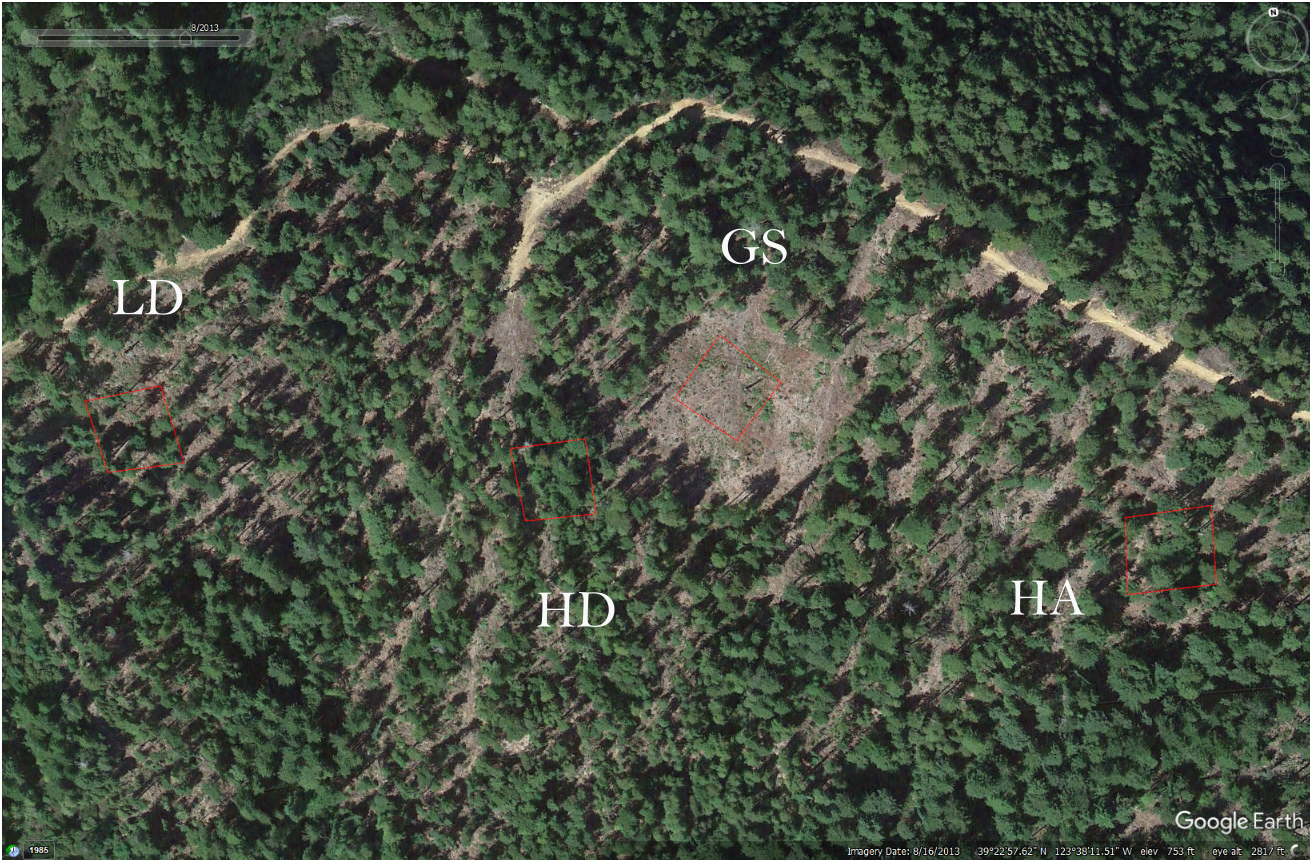 8/2013
N
GS
LD
HD
HA
Google Earth
1985
Imagery Date: 8/16/2013 39°22'57.62" N 123°38'11.51" W elev 753 ft eye alt 2817 ft